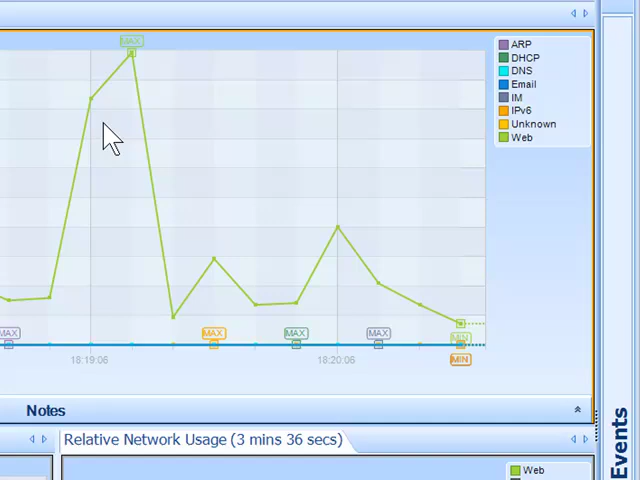 MAX
ARP
DHCP
DNS
Email
IM
IPv6
Unknown
Web
MAX
MAX
MAX
MAX
MIN
18:19:06
18:20:06
MIN
Notes
Relative Network Usage (3 mins 36 secs)
Events
Web